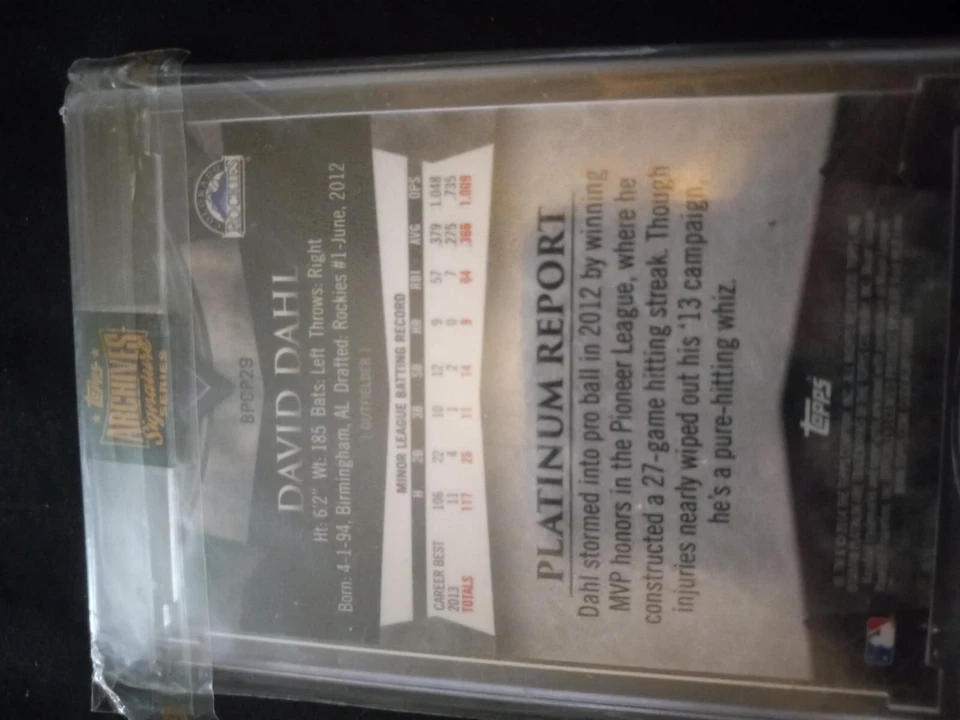 Topps
ARCHIVES
Signature
SERIES
BPCP29
COLORADO
ROCKIES
DAVID DAHL
Ht: 6'2" Wt: 185 Bats: Left Throws: Right
Born: 4-1-94, Birmingham, AL Drafted: Rockies #1-June, 2012
[ OUTFIELDER ]
MINOR LEAGUE BATTING RECORD
H 2B 3B SB HR RBI AVG OPS
CAREER BEST 106 22 10 12 9 57 .379 1.048
2013 11 4 1 2 0 7 .275 .735
TOTALS 117 26 11 14 9 64 .366 1.009
PLATINUM REPORT
Dahl stormed into pro ball in 2012 by winning
MVP honors in the Pioneer League, where he
constructed a 27-game hitting streak. Though
injuries nearly wiped out his '13 campaign,
he's a pure-hitting whiz.
Topps